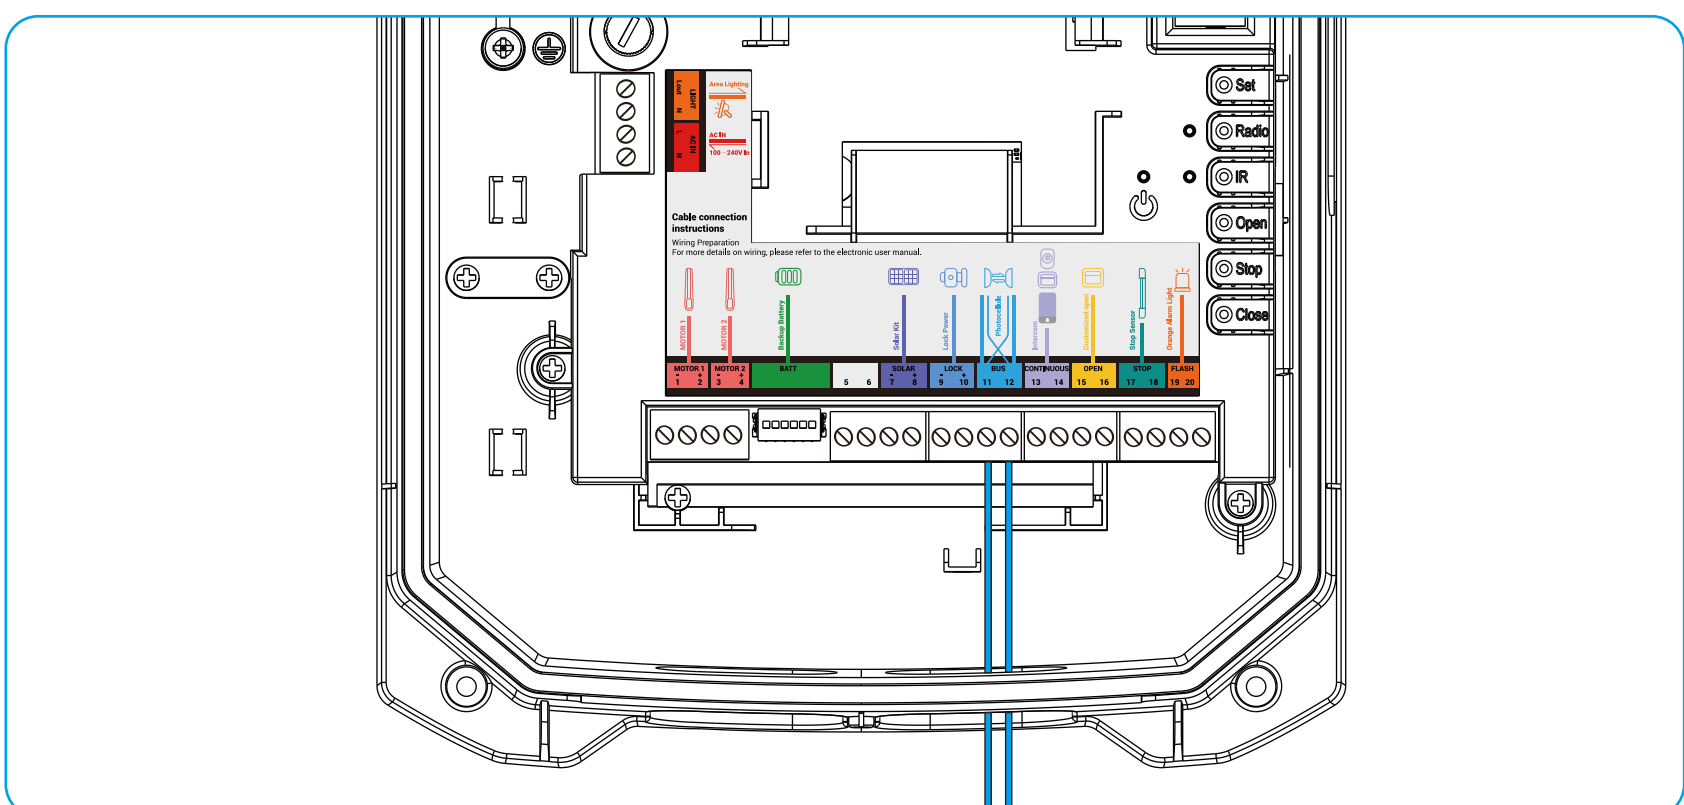 Set
Radio
IR
Open
Stop
Close
LIGHT
Lout N
AC IN
L N
Area Lighting
AC IN
100-240V In
Cable connection
instructions
Wiring Preparation
For more details on wiring, please refer to the electronic user manual.
MOTOR 1
MOTOR 2
Backup Battery
Solar Kit
Lock Power
Photocellule
Intercom
Customized open
Stop Sensor
Orange Alarm Light
MOTOR 1 MOTOR 2 BATT SOLAR LOCK BUS CONTINUOUS OPEN STOP FLASH
- + - + - + - +
1 2 3 4 5 6 7 8 9 10 11 12 13 14 15 16 17 18 19 20